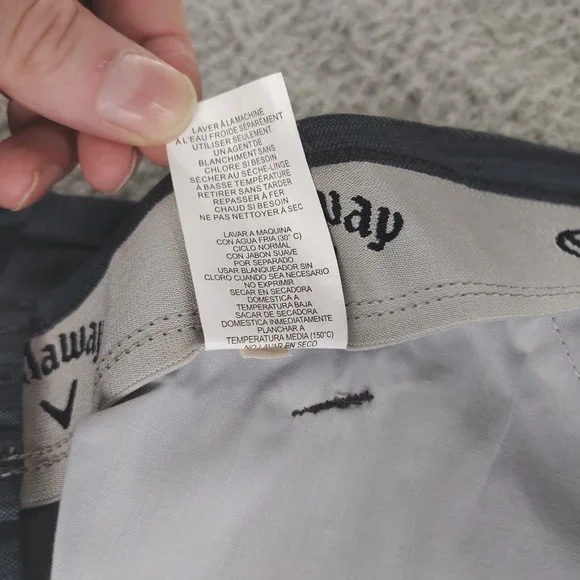 LAVER À LA MACHINE
À L'EAU FROIDE SÉPARÉMENT
UTILISER SEULEMENT
UN AGENT DE
BLANCHIMENT SANS
CHLORE SI BESOIN
SÉCHER AU SÈCHE-LINGE
À BASSE TEMPÉRATURE
RETIRER SANS TARDER
REPASSER À FER
CHAUD SI BESOIN
NE PAS NETTOYER À SEC
LAVAR A MAQUINA
CON AGUA FRIA (30° C)
CICLO NORMAL
CON JABON SUAVE
POR SEPARADO
USAR BLANQUEADOR SIN
CLORO CUANDO SEA NECESARIO
NO EXPRIMIR
SECAR EN SECADORA
DOMESTICA A
TEMPERATURA BAJA
SACAR DE SECADORA
DOMESTICA INMEDIATAMENTE
PLANCHAR A
TEMPERATURA MEDIA (150°C)
NO LAVAR EN SECO
way
laway